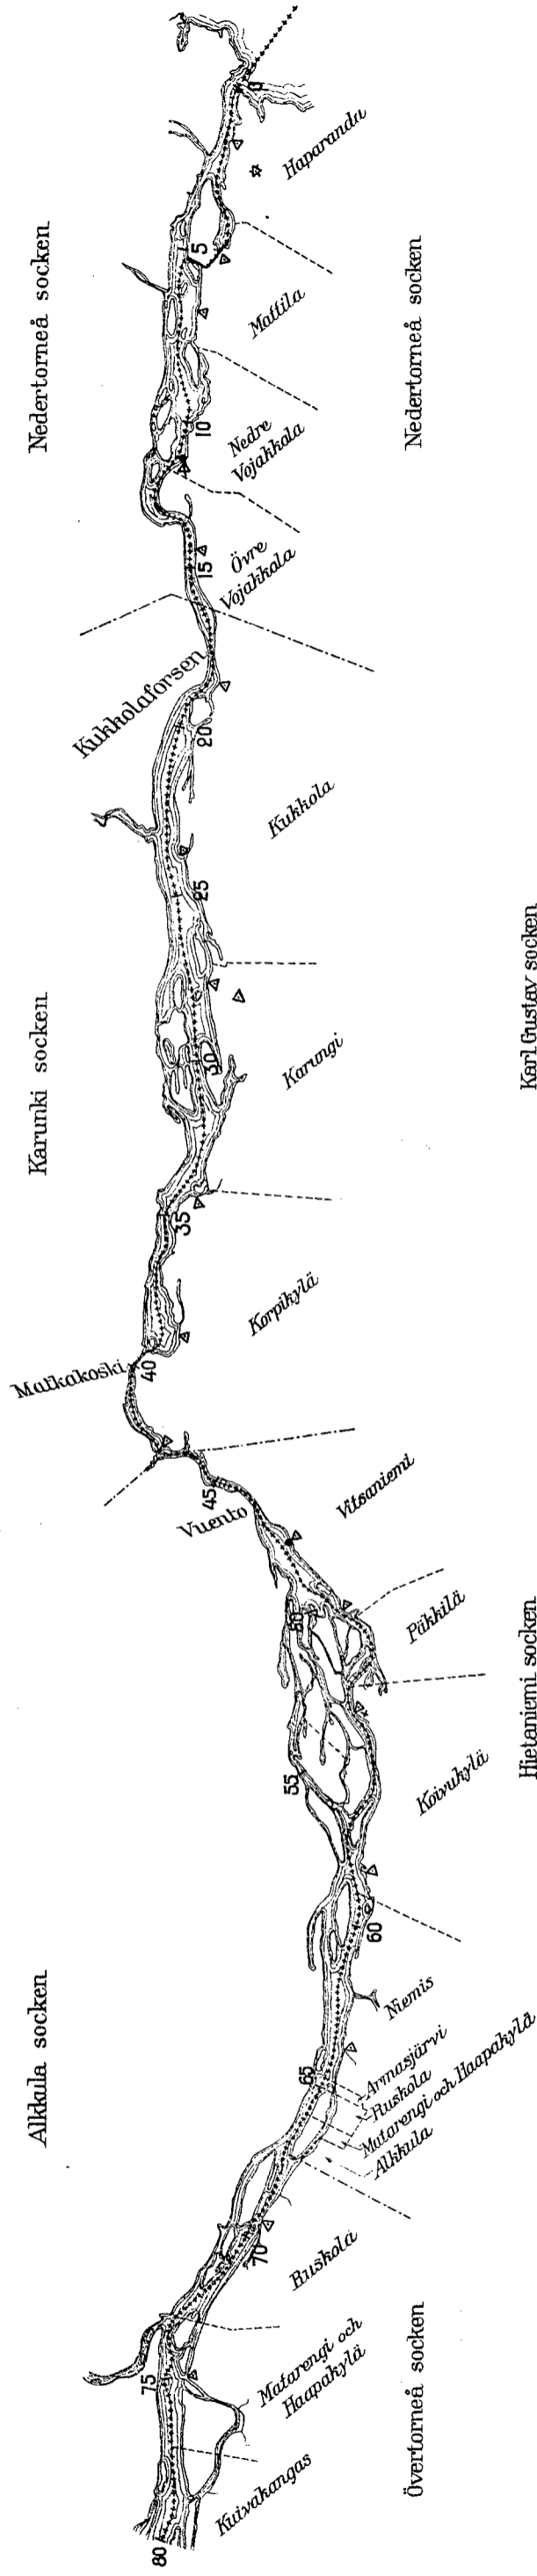 Haparanda
Nedertorneå socken
Nedertorneå socken
5
Mattila
10
Nedre
Vojakkala
15
Övre
Vojakkala
Kukkolaforsen
20
Kukkola
25
Karunki socken
Karl Gustav socken
30
Karungi
35
Korpikylä
Matkakoski
40
45
Vuento
Vitsaniemi
50
Päkkilä
Hietaniemi socken
55
Koivukylä
60
Niemis
Alkkula socken
65
Armasjärvi
Ruskola
Matarengi och Haapakylä
Alkkula
70
Ruskola
75
Matarengi och
Haapakylä
Övertorneå socken
Kuivakangas
80